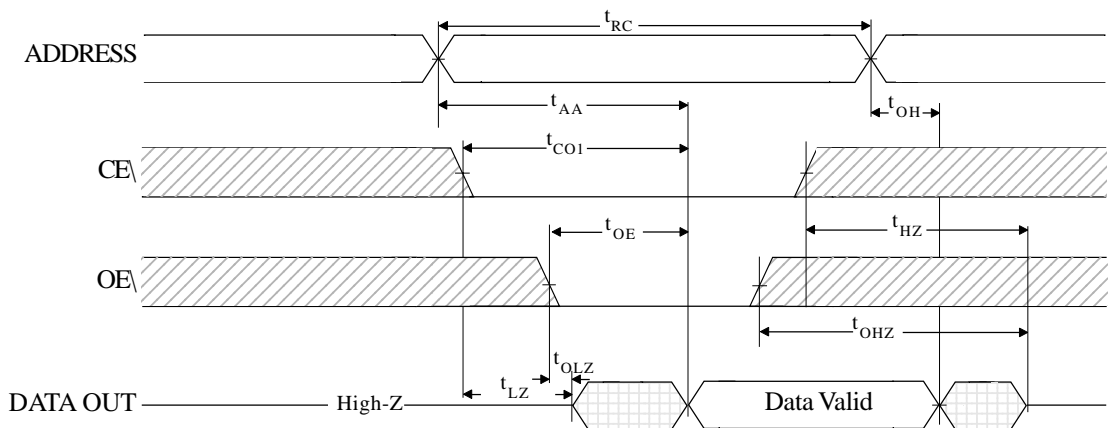 tRC
ADDRESS
tAA
tOH
tCO1
CE\
tOE
tHZ
OE\
tOHZ
tOLZ
tLZ
DATA OUT High-Z Data Valid